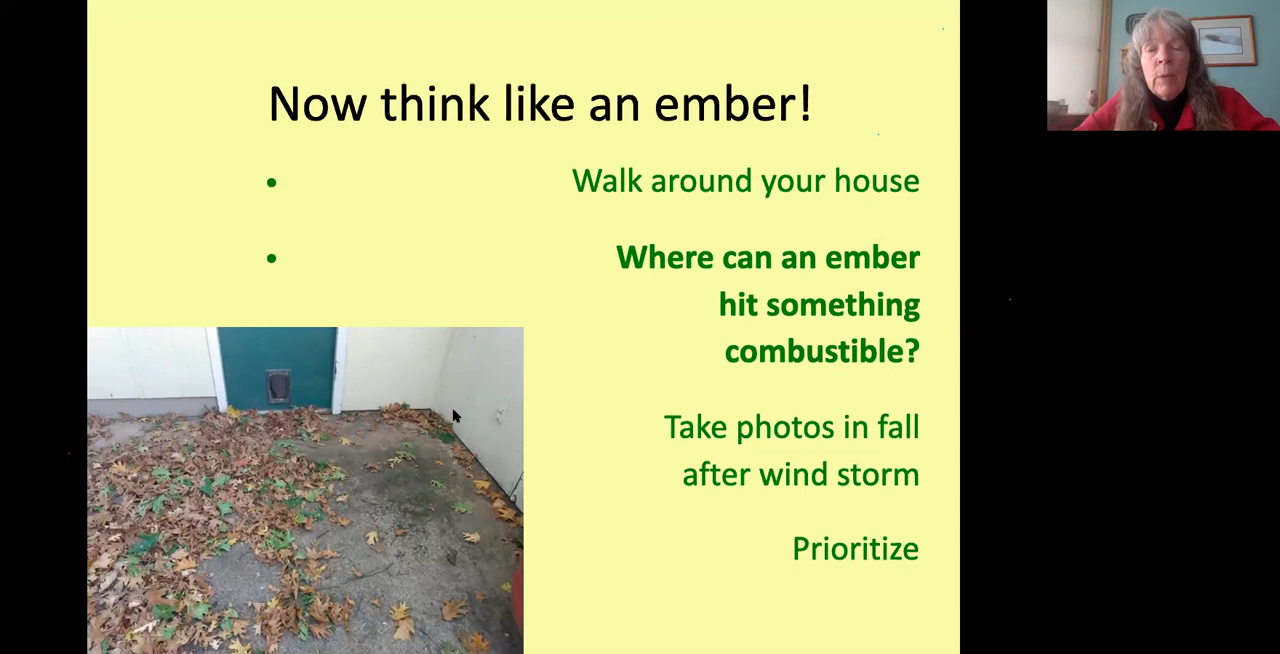 Now think like an ember!
• Walk around your house
• Where can an ember
hit something
combustible?
Take photos in fall
after wind storm
Prioritize